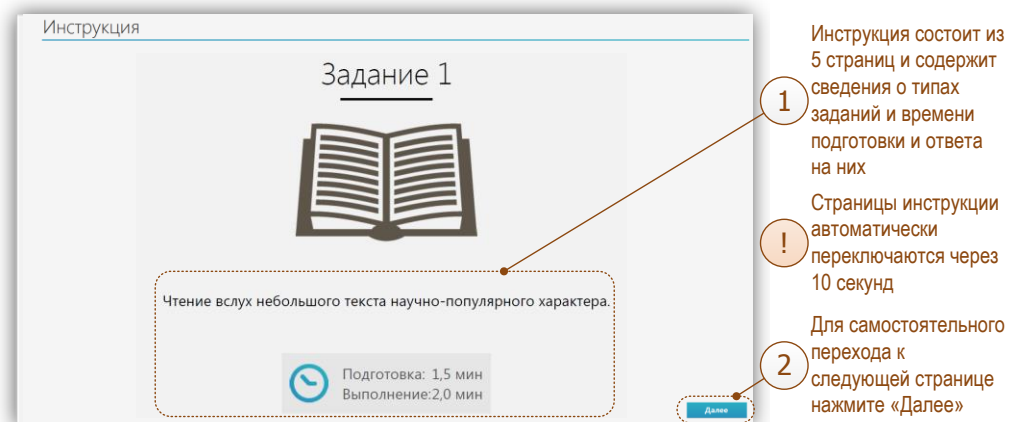 Инструкция
Задание 1
Чтение вслух небольшого текста научно-популярного характера.
Подготовка: 1,5 мин
Выполнение:2,0 мин
Далее
1
Инструкция состоит из
5 страниц и содержит
сведения о типах
заданий и времени
подготовки и ответа
на них
!
Страницы инструкции
автоматически
переключаются через
10 секунд
2
Для самостоятельного
перехода к
следующей странице
нажмите «Далее»